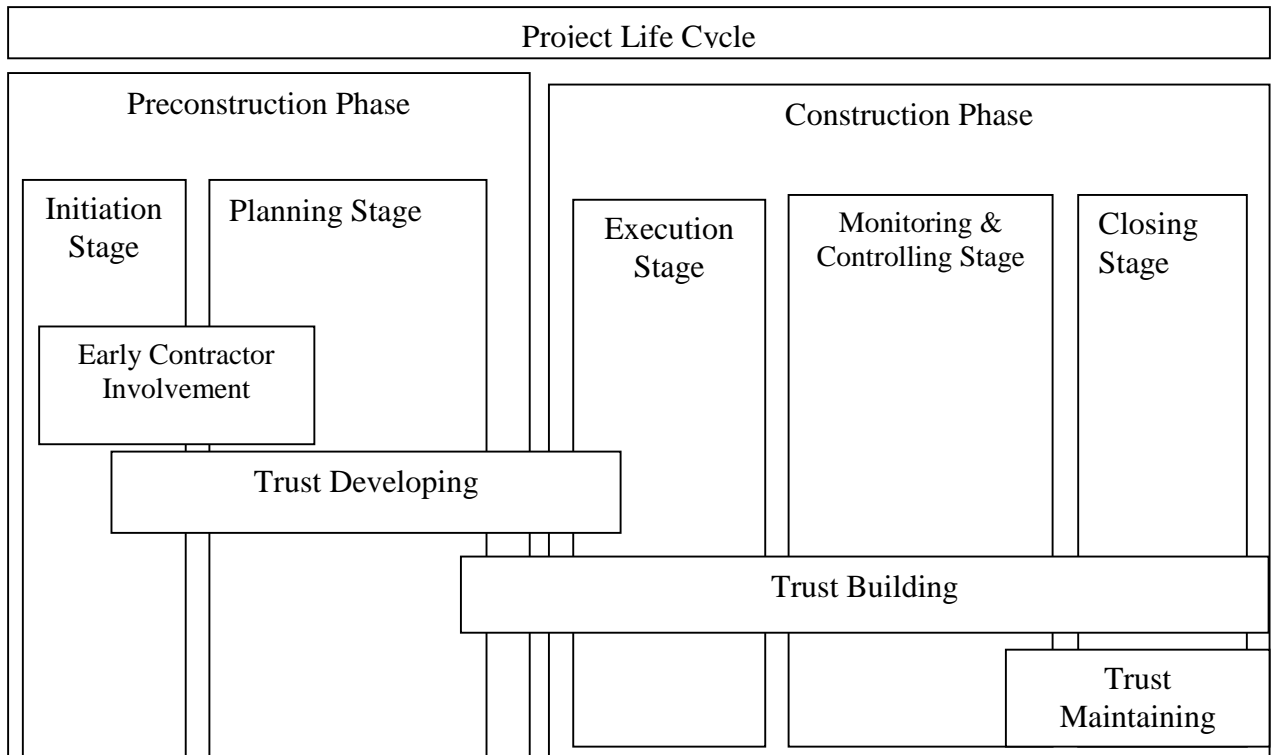 Project Life Cycle
Preconstruction Phase
Construction Phase
Initiation
Stage
Planning Stage
Execution
Stage
Monitoring &
Controlling Stage
Closing
Stage
Early Contractor
Involvement
Trust Developing
Trust Building
Trust
Maintaining